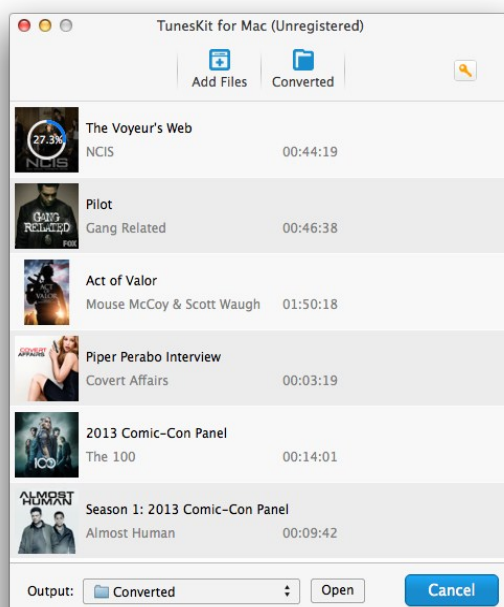 TunesKit for Mac (Unregistered)
Add Files Converted
27.3%
NCIS
The Voyeur's Web
NCIS 00:44:19
GANG
RELATED
FOX
Pilot
Gang Related 00:46:38
ACT
OF
VALOR
Act of Valor
Mouse McCoy & Scott Waugh 01:50:18
COVERT
AFFAIRS
Piper Perabo Interview
Covert Affairs 00:03:19
100
2013 Comic-Con Panel
The 100 00:14:01
ALMOST
HUMAN
Season 1: 2013 Comic-Con Panel
Almost Human 00:09:42
Output: Converted Open Cancel